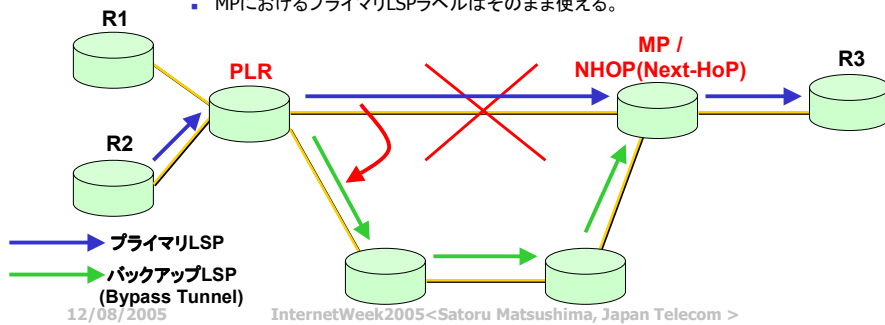 ▪ MPにおけるプライマリLSPラベルはそのまま使える。
R1
PLR
MP /
NHOP(Next-HoP)
R3
R2
プライマリLSP
バックアップLSP
(Bypass Tunnel)
12/08/2005
InternetWeek2005<Satoru Matsushima, Japan Telecom >